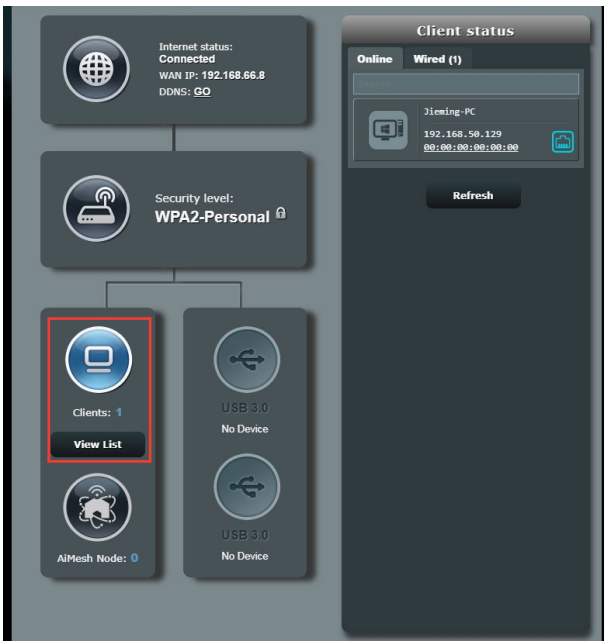 Internet status:
Connected
WAN IP: 192.168.66.8
DDNS: GO
Security level:
WPA2-Personal
Clients: 1
View List
AiMesh Node: 0
USB 3.0
No Device
USB 3.0
No Device
Client status
Online Wired (1)
Search
Jieming-PC
192.168.50.129
00:00:00:00:00:00
Refresh